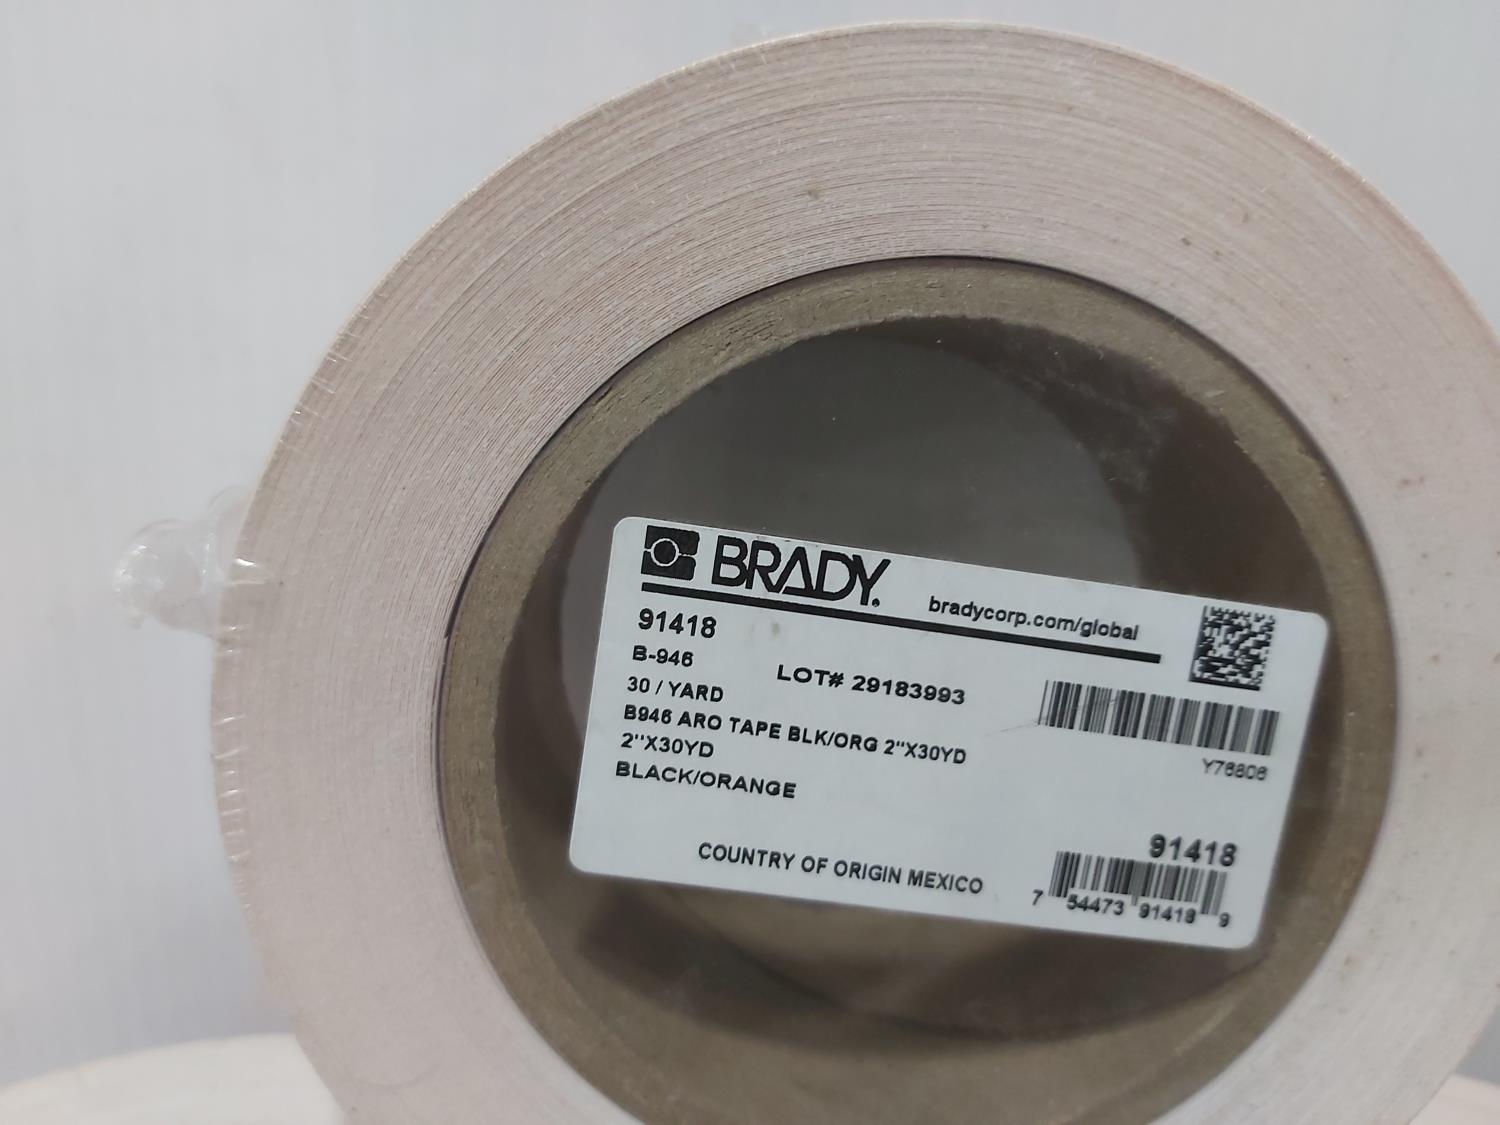 BRADY.
bradycorp.com/global
91418
B-946
LOT# 29183993
30 / YARD
B946 ARO TAPE BLK/ORG 2"X30YD
2"X30YD
BLACK/ORANGE
Y76806
COUNTRY OF ORIGIN MEXICO
91418
7 54473 91418 9